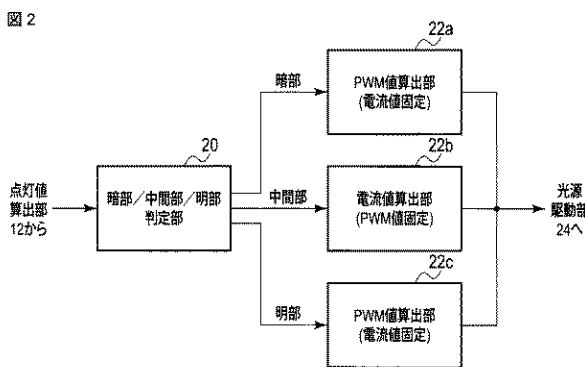 図 2
22a
PWM値算出部
(電流値固定)
暗部
20
暗部／中間部／明部
判定部
点灯値
算出部
12から
中間部
22b
電流値算出部
(PWM値固定)
光源
駆動部
24へ
明部
22c
PWM値算出部
(電流値固定)